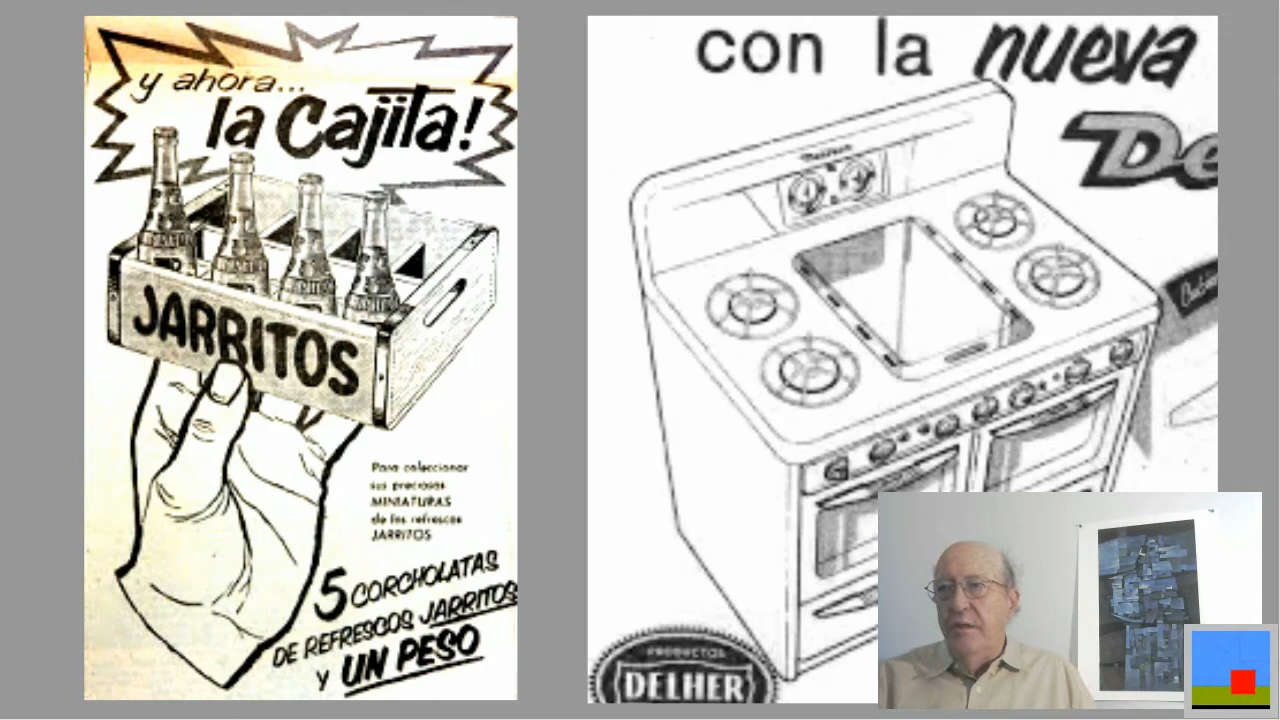 y ahora...
la Cajita!
JARRITOS
Para coleccionar
sus preciosas
MINIATURAS
de los refrescos
JARRITOS
5 CORCHOLATAS
DE REFRESCOS JARRITOS
y UN PESO
con la nueva
De
PRODUCTOS
DELHER